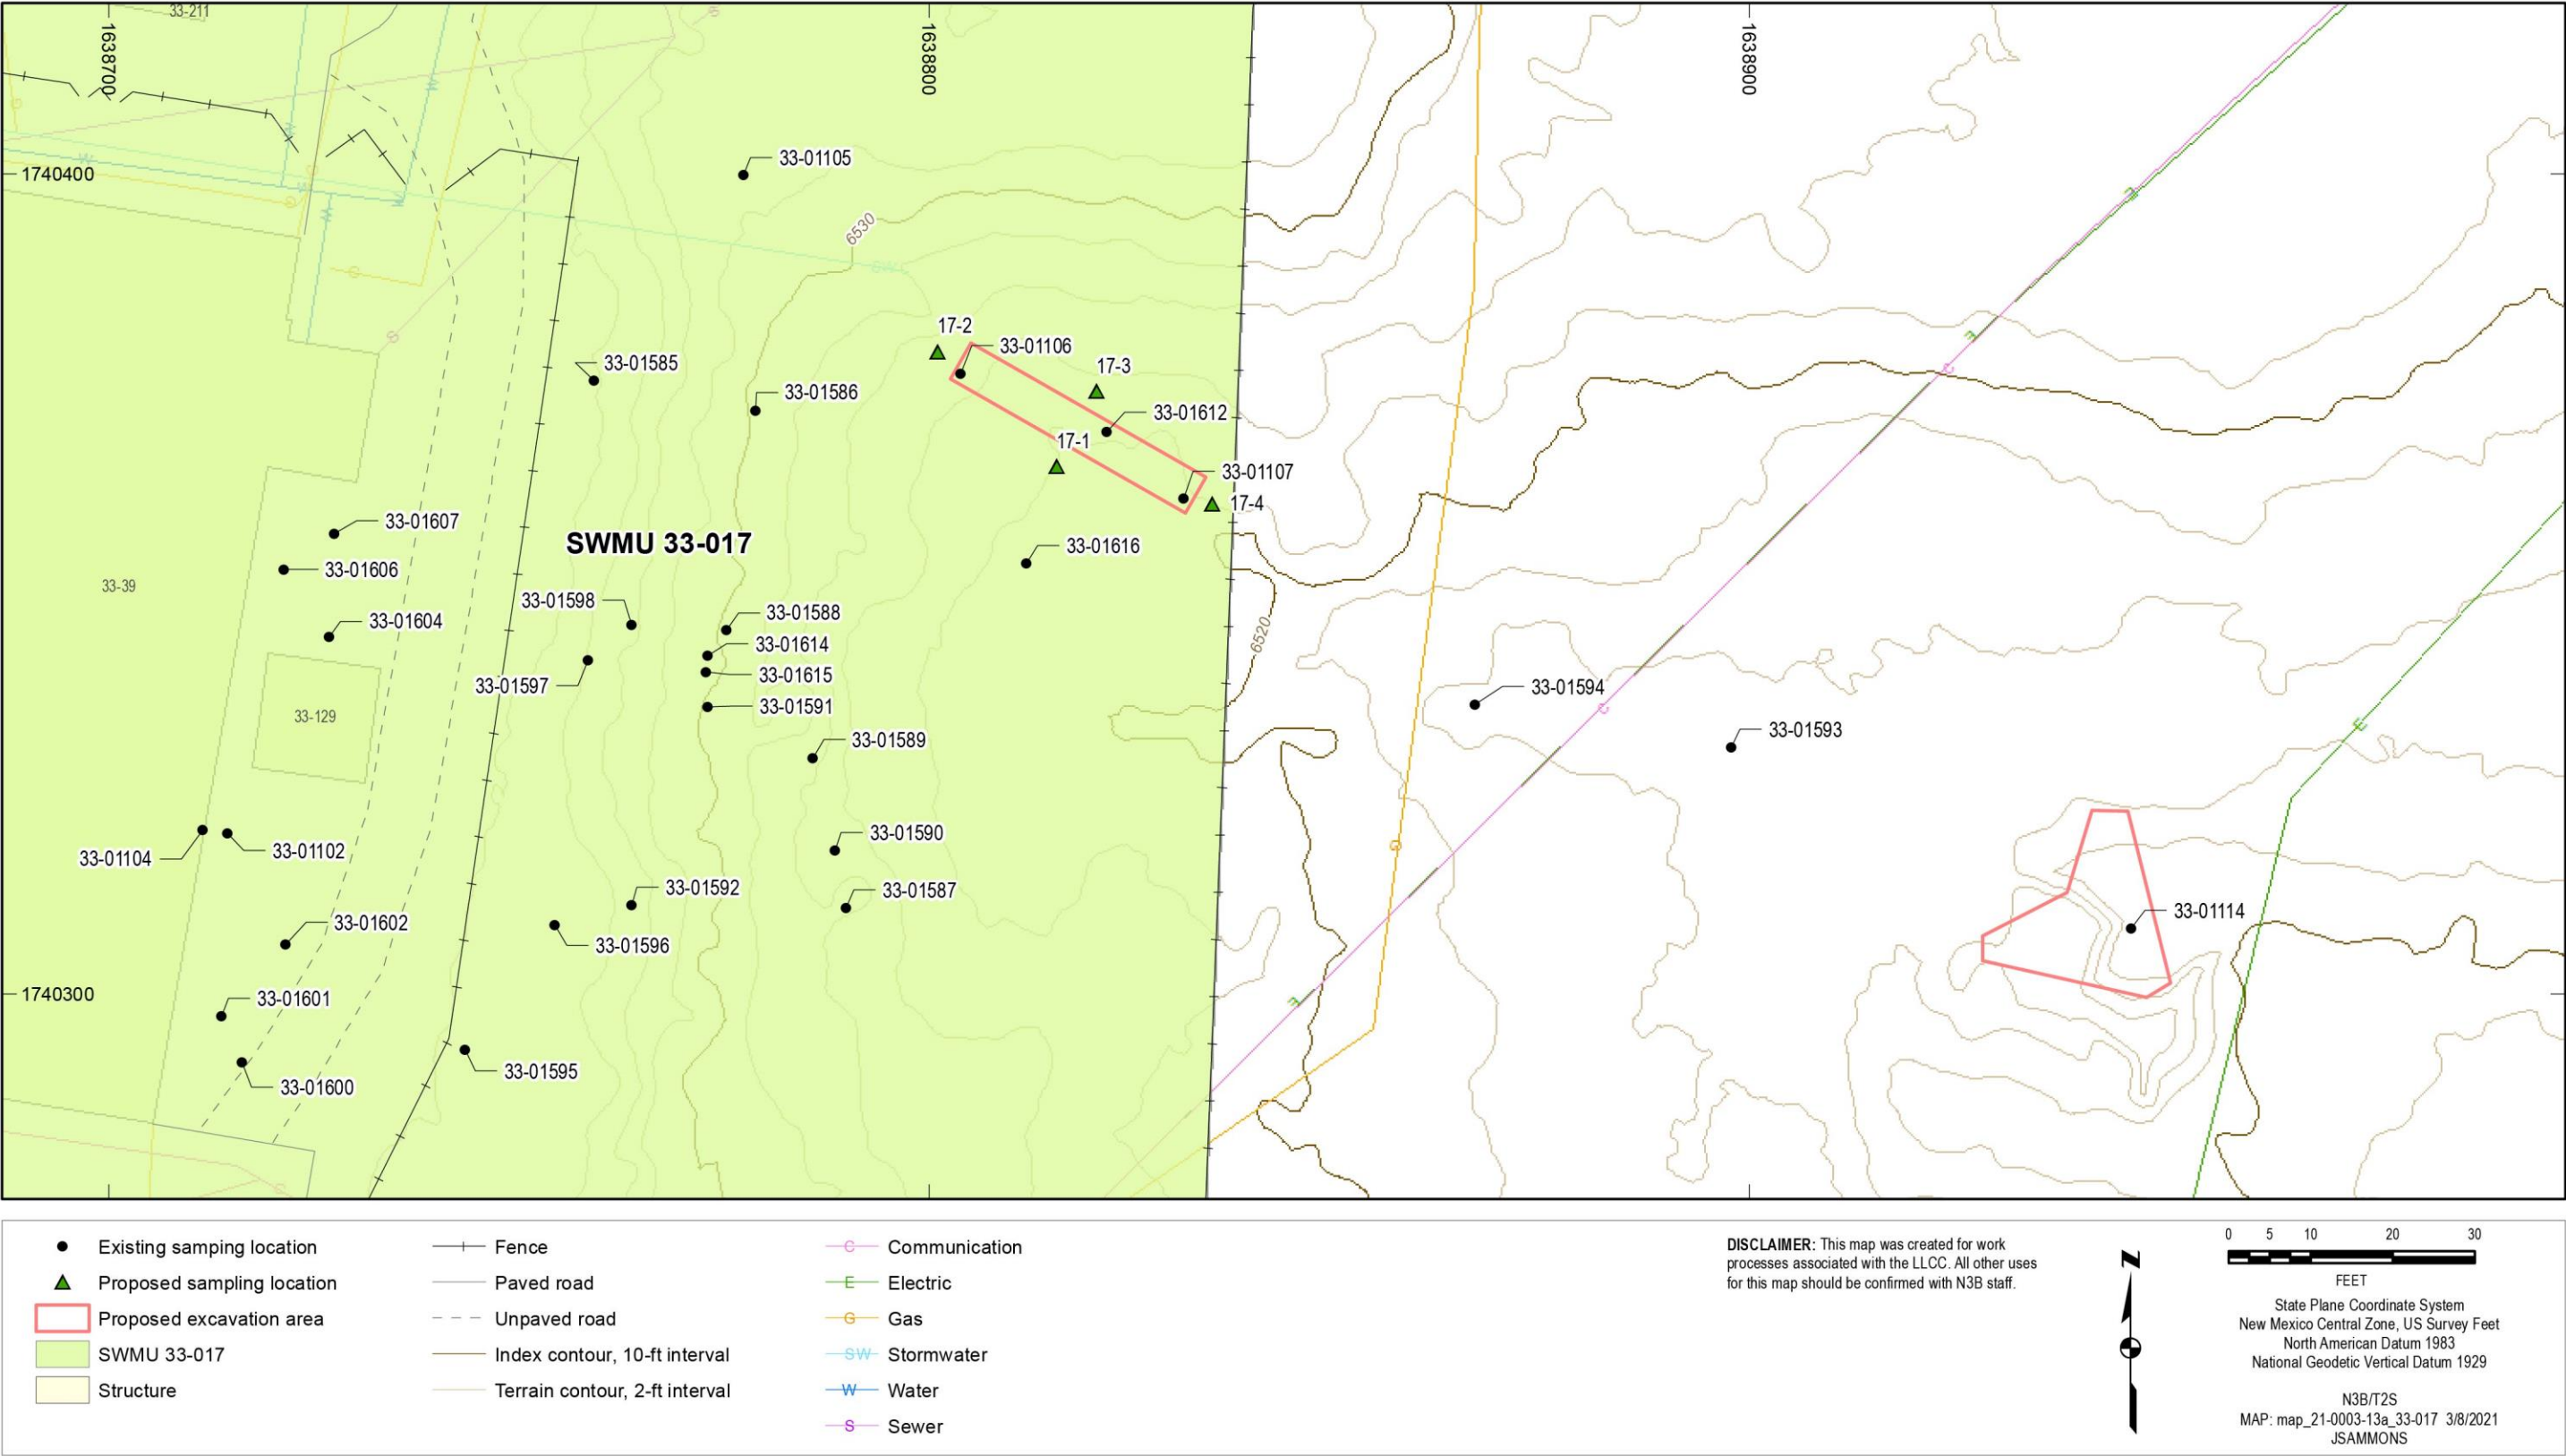 33-211
1638700
1638800
1638900
1740400
33-01105
6530
17-2
33-01106
17-3
33-01585
33-01586
33-01612
17-1
33-01107
17-4
33-01607
SWMU 33-017
33-01616
33-01606
33-39
33-01598
33-01588
33-01604
33-01614
6520
33-01615
33-01597
33-01594
33-129
33-01591
33-01593
33-01589
33-01590
33-01104
33-01102
33-01592
33-01587
33-01114
33-01602
33-01596
1740300
33-01601
33-01595
33-01600
W
W
W
W
W
W
G
G
G
G
G
S
S
S
SW
E
E
E
E
C
C
G
Existing samping location
Proposed sampling location
Proposed excavation area
SWMU 33-017
Structure
Fence
Paved road
Unpaved road
Index contour, 10-ft interval
Terrain contour, 2-ft interval
C Communication
E Electric
G Gas
SW Stormwater
W Water
S Sewer
DISCLAIMER: This map was created for work
processes associated with the LLCC. All other uses
for this map should be confirmed with N3B staff.
N
0 5 10 20 30
FEET
State Plane Coordinate System
New Mexico Central Zone, US Survey Feet
North American Datum 1983
National Geodetic Vertical Datum 1929
N3B/T2S
MAP: map_21-0003-13a_33-017 3/8/2021
JSAMMONS